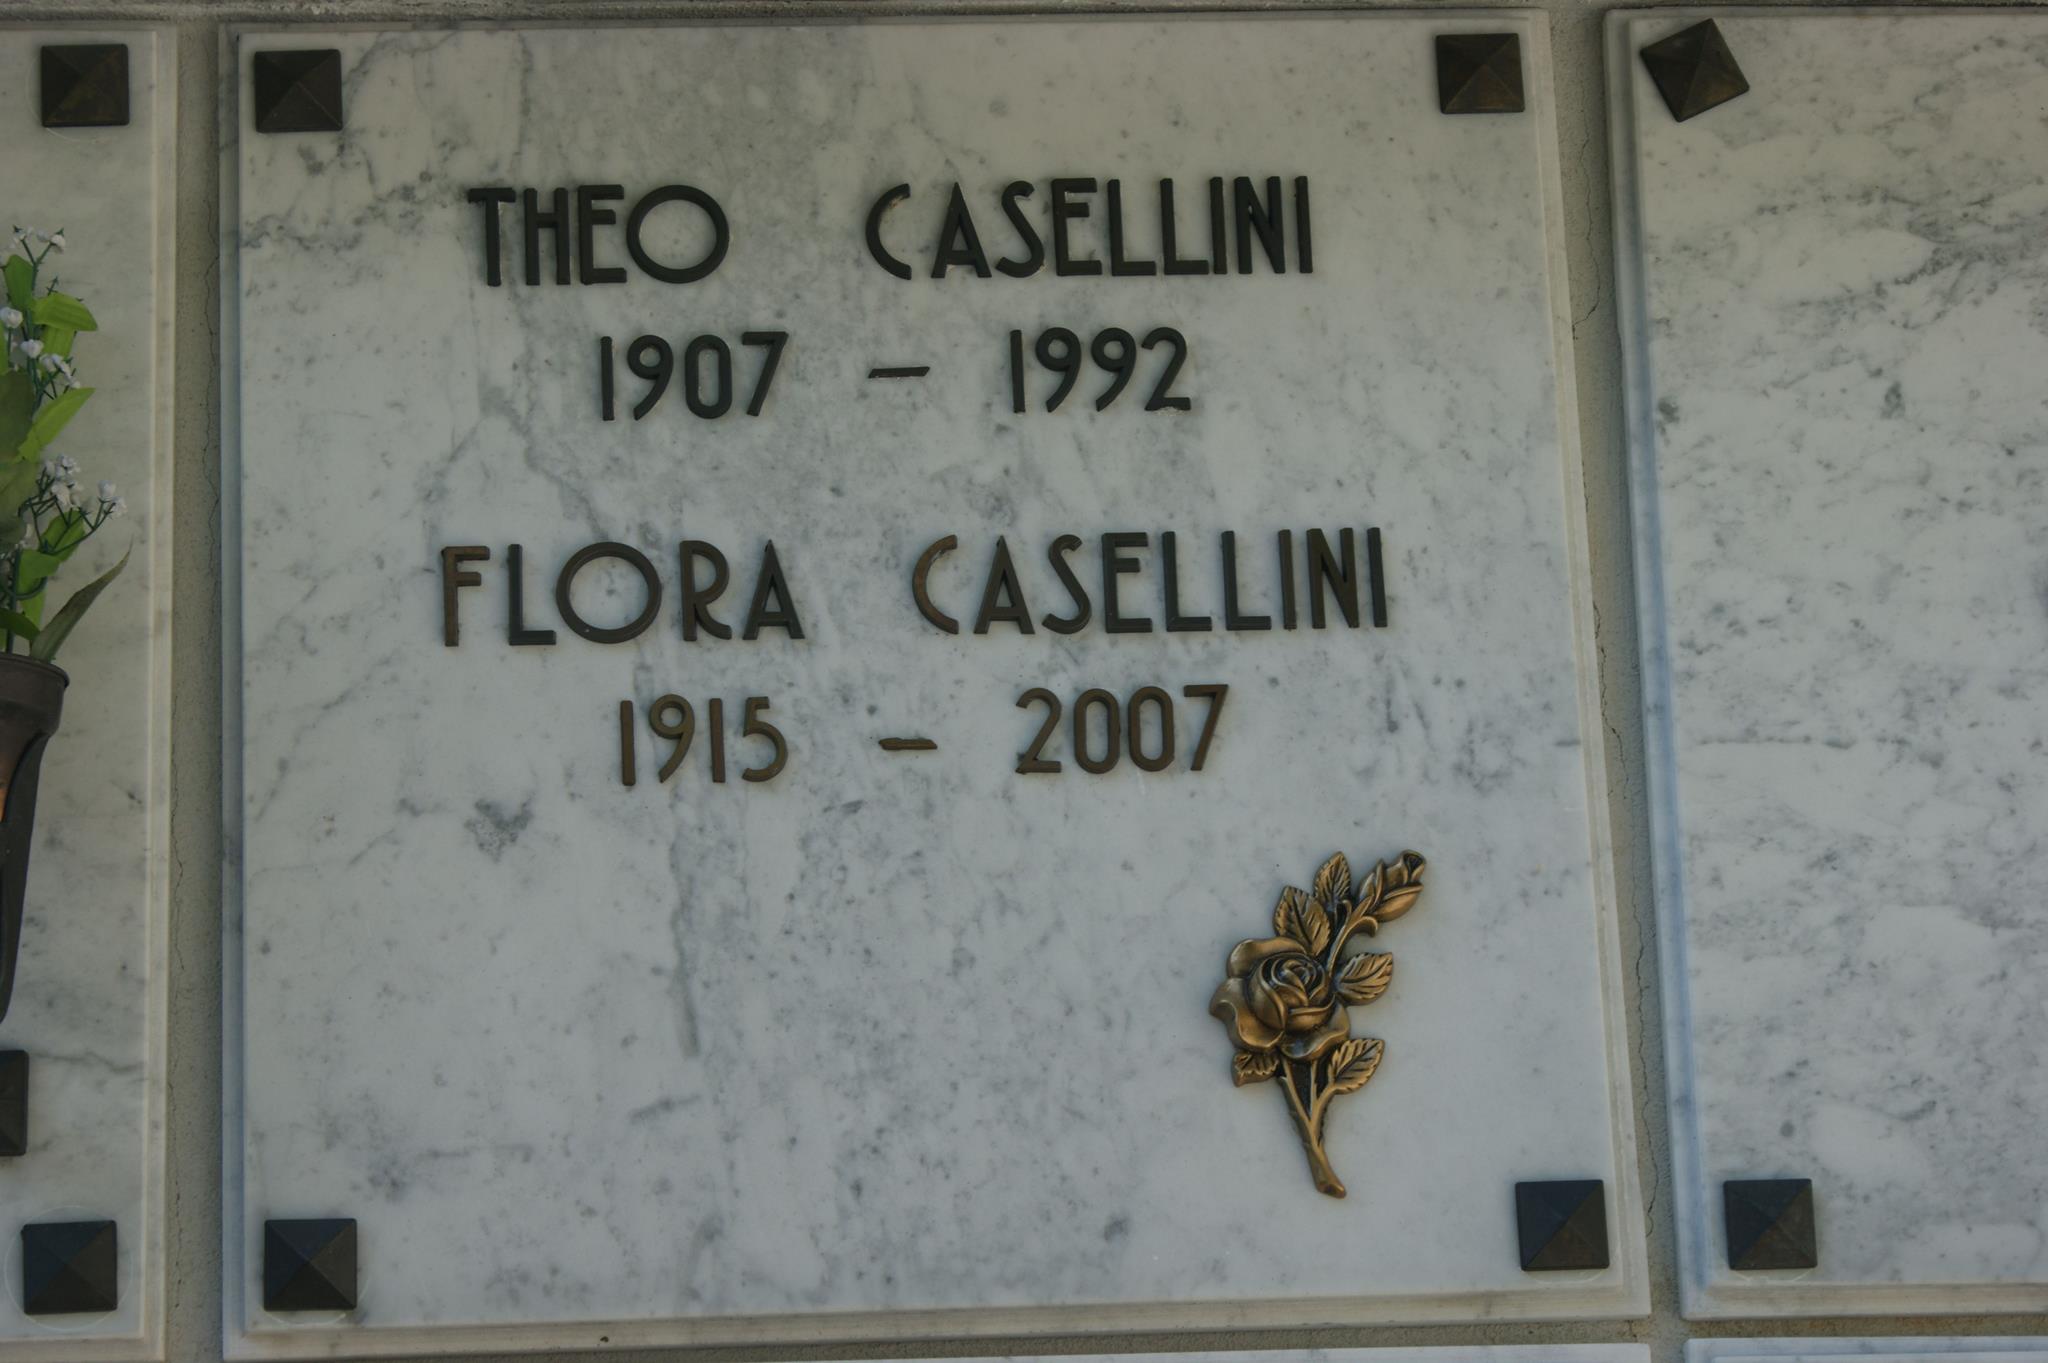 THEO CASELLINI
1907 – 1992
FLORA CASELLINI
1915 – 2007